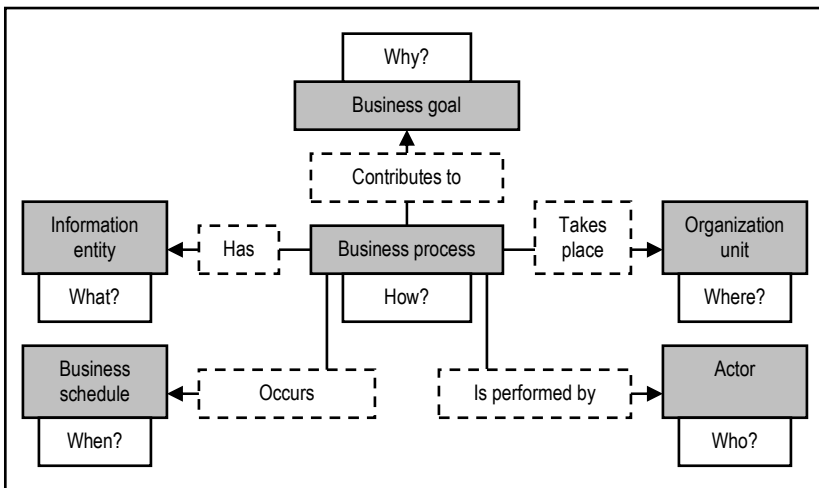 Why?
Business goal
Contributes to
Information
entity
Has
Business process
Takes
place
Organization
unit
What?
How?
Where?
Business
schedule
Occurs
Is performed by
Actor
When?
Who?